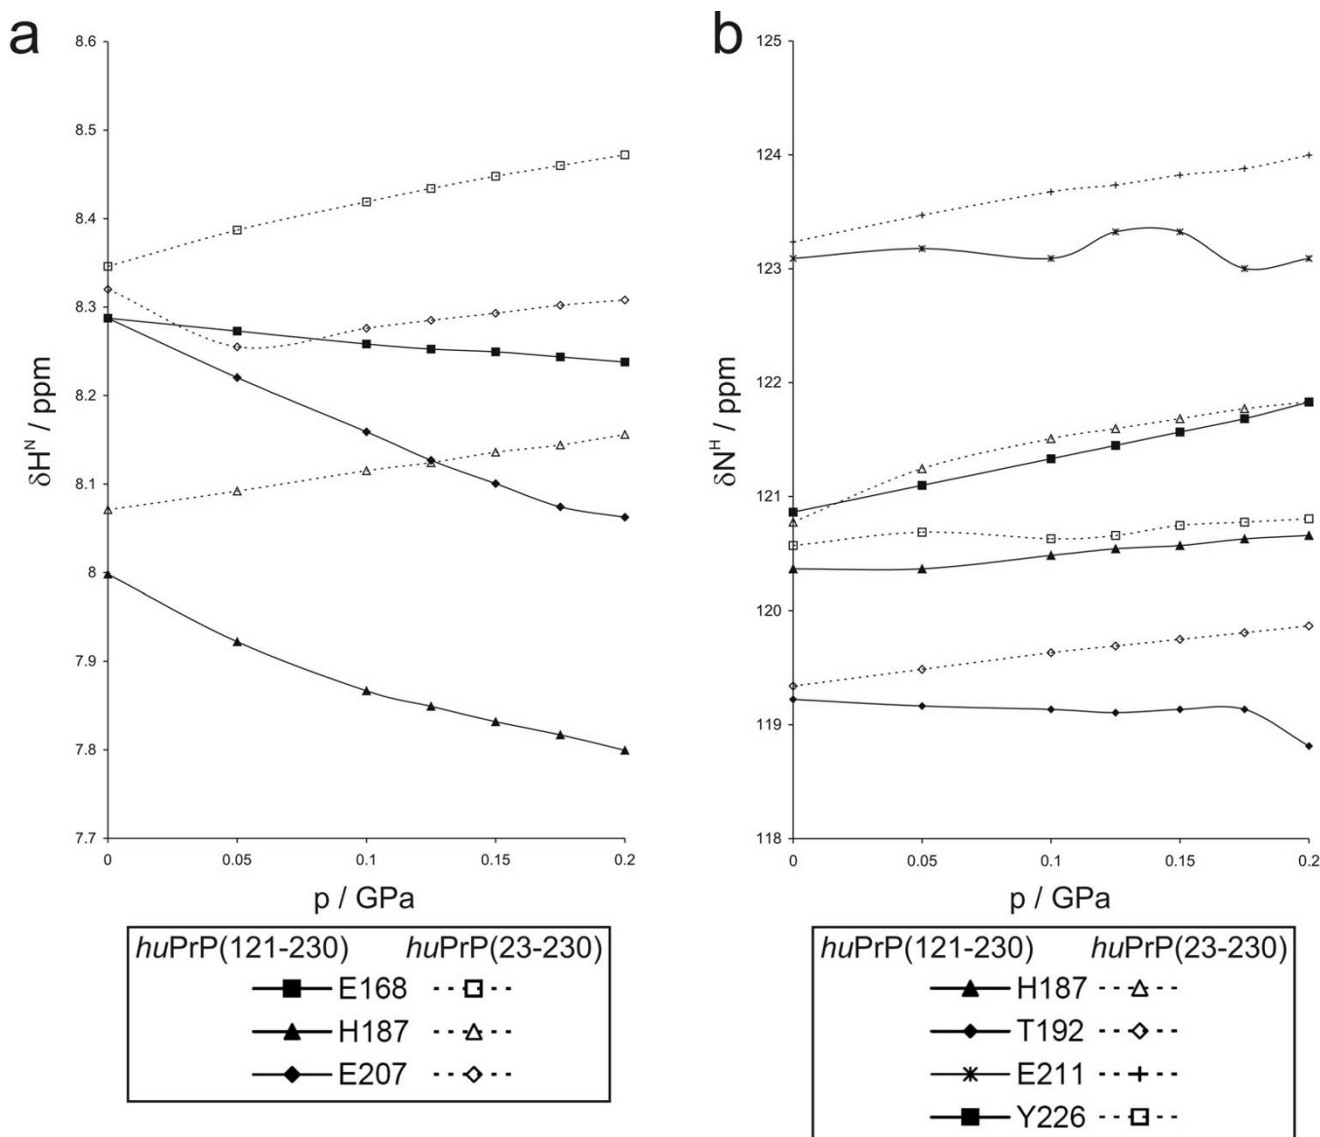 a
8.6
8.5
8.4
8.3
8.2
8.1
8
7.9
7.8
7.7
δHᴺ / ppm
0 0.05 0.1 0.15 0.2
p / GPa
huPrP(121-230) huPrP(23-230)
E168
H187
E207
b
125
124
123
122
121
120
119
118
δNᴴ / ppm
0 0.05 0.1 0.15 0.2
p / GPa
huPrP(121-230) huPrP(23-230)
H187
T192
E211
Y226